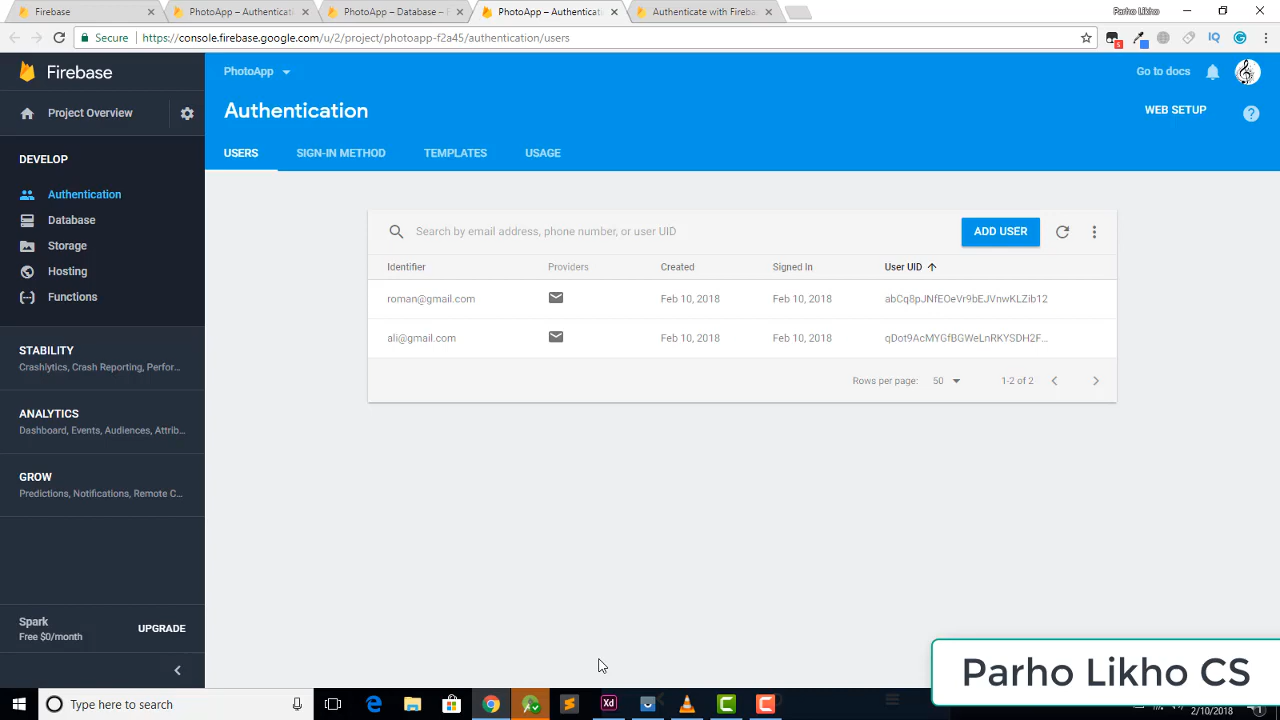 Firebase
PhotoApp – Authenticati
PhotoApp – Database –
PhotoApp – Authenticati
Authenticate with Fireba
Parho Likho
Secure
https://console.firebase.google.com/u/2/project/photoapp-f2a45/authentication/users
Firebase
PhotoApp
Go to docs
Project Overview
Authentication
WEB SETUP
DEVELOP
USERS
SIGN-IN METHOD
TEMPLATES
USAGE
Authentication
Database
Storage
Hosting
Functions
Search by email address, phone number, or user UID
ADD USER
Identifier
Providers
Created
Signed In
User UID
roman@gmail.com
Feb 10, 2018
Feb 10, 2018
abCq8pJNfEOeVr9bEJVnwKLZib12
ali@gmail.com
Feb 10, 2018
Feb 10, 2018
qDot9AcMYGfBGWeLnRKYSDH2F...
Rows per page:
50
1-2 of 2
STABILITY
Crashlytics, Crash Reporting, Perfor...
ANALYTICS
Dashboard, Events, Audiences, Attrib...
GROW
Predictions, Notifications, Remote C...
Spark
Free $0/month
UPGRADE
Parho Likho CS
Type here to search
Xd
2/10/2018